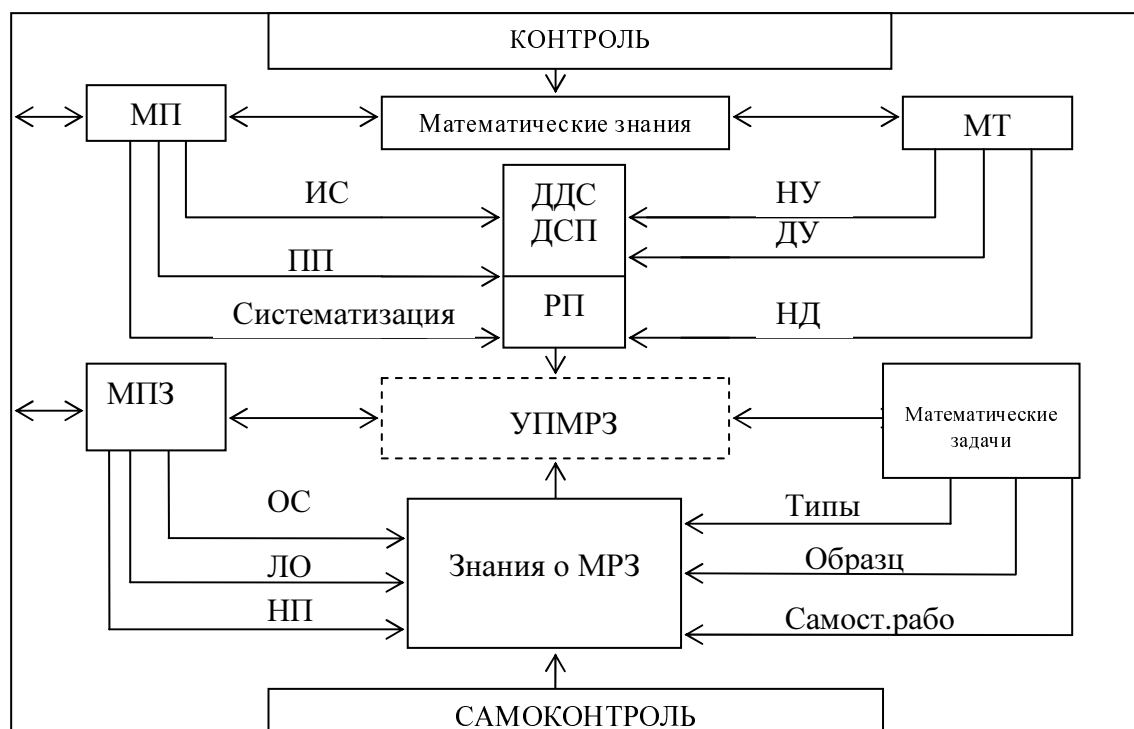 КОНТРОЛЬ
МП
Математические знания
МТ
ИС
ДДС
НУ
ДСП
ДУ
ПП
РП
Систематизация
НД
МПЗ
УПМРЗ
Математические
задачи
ОС
Типы
ЛО
Знания о МРЗ
Образц
НП
Самост.рабо
САМОКОНТРОЛЬ